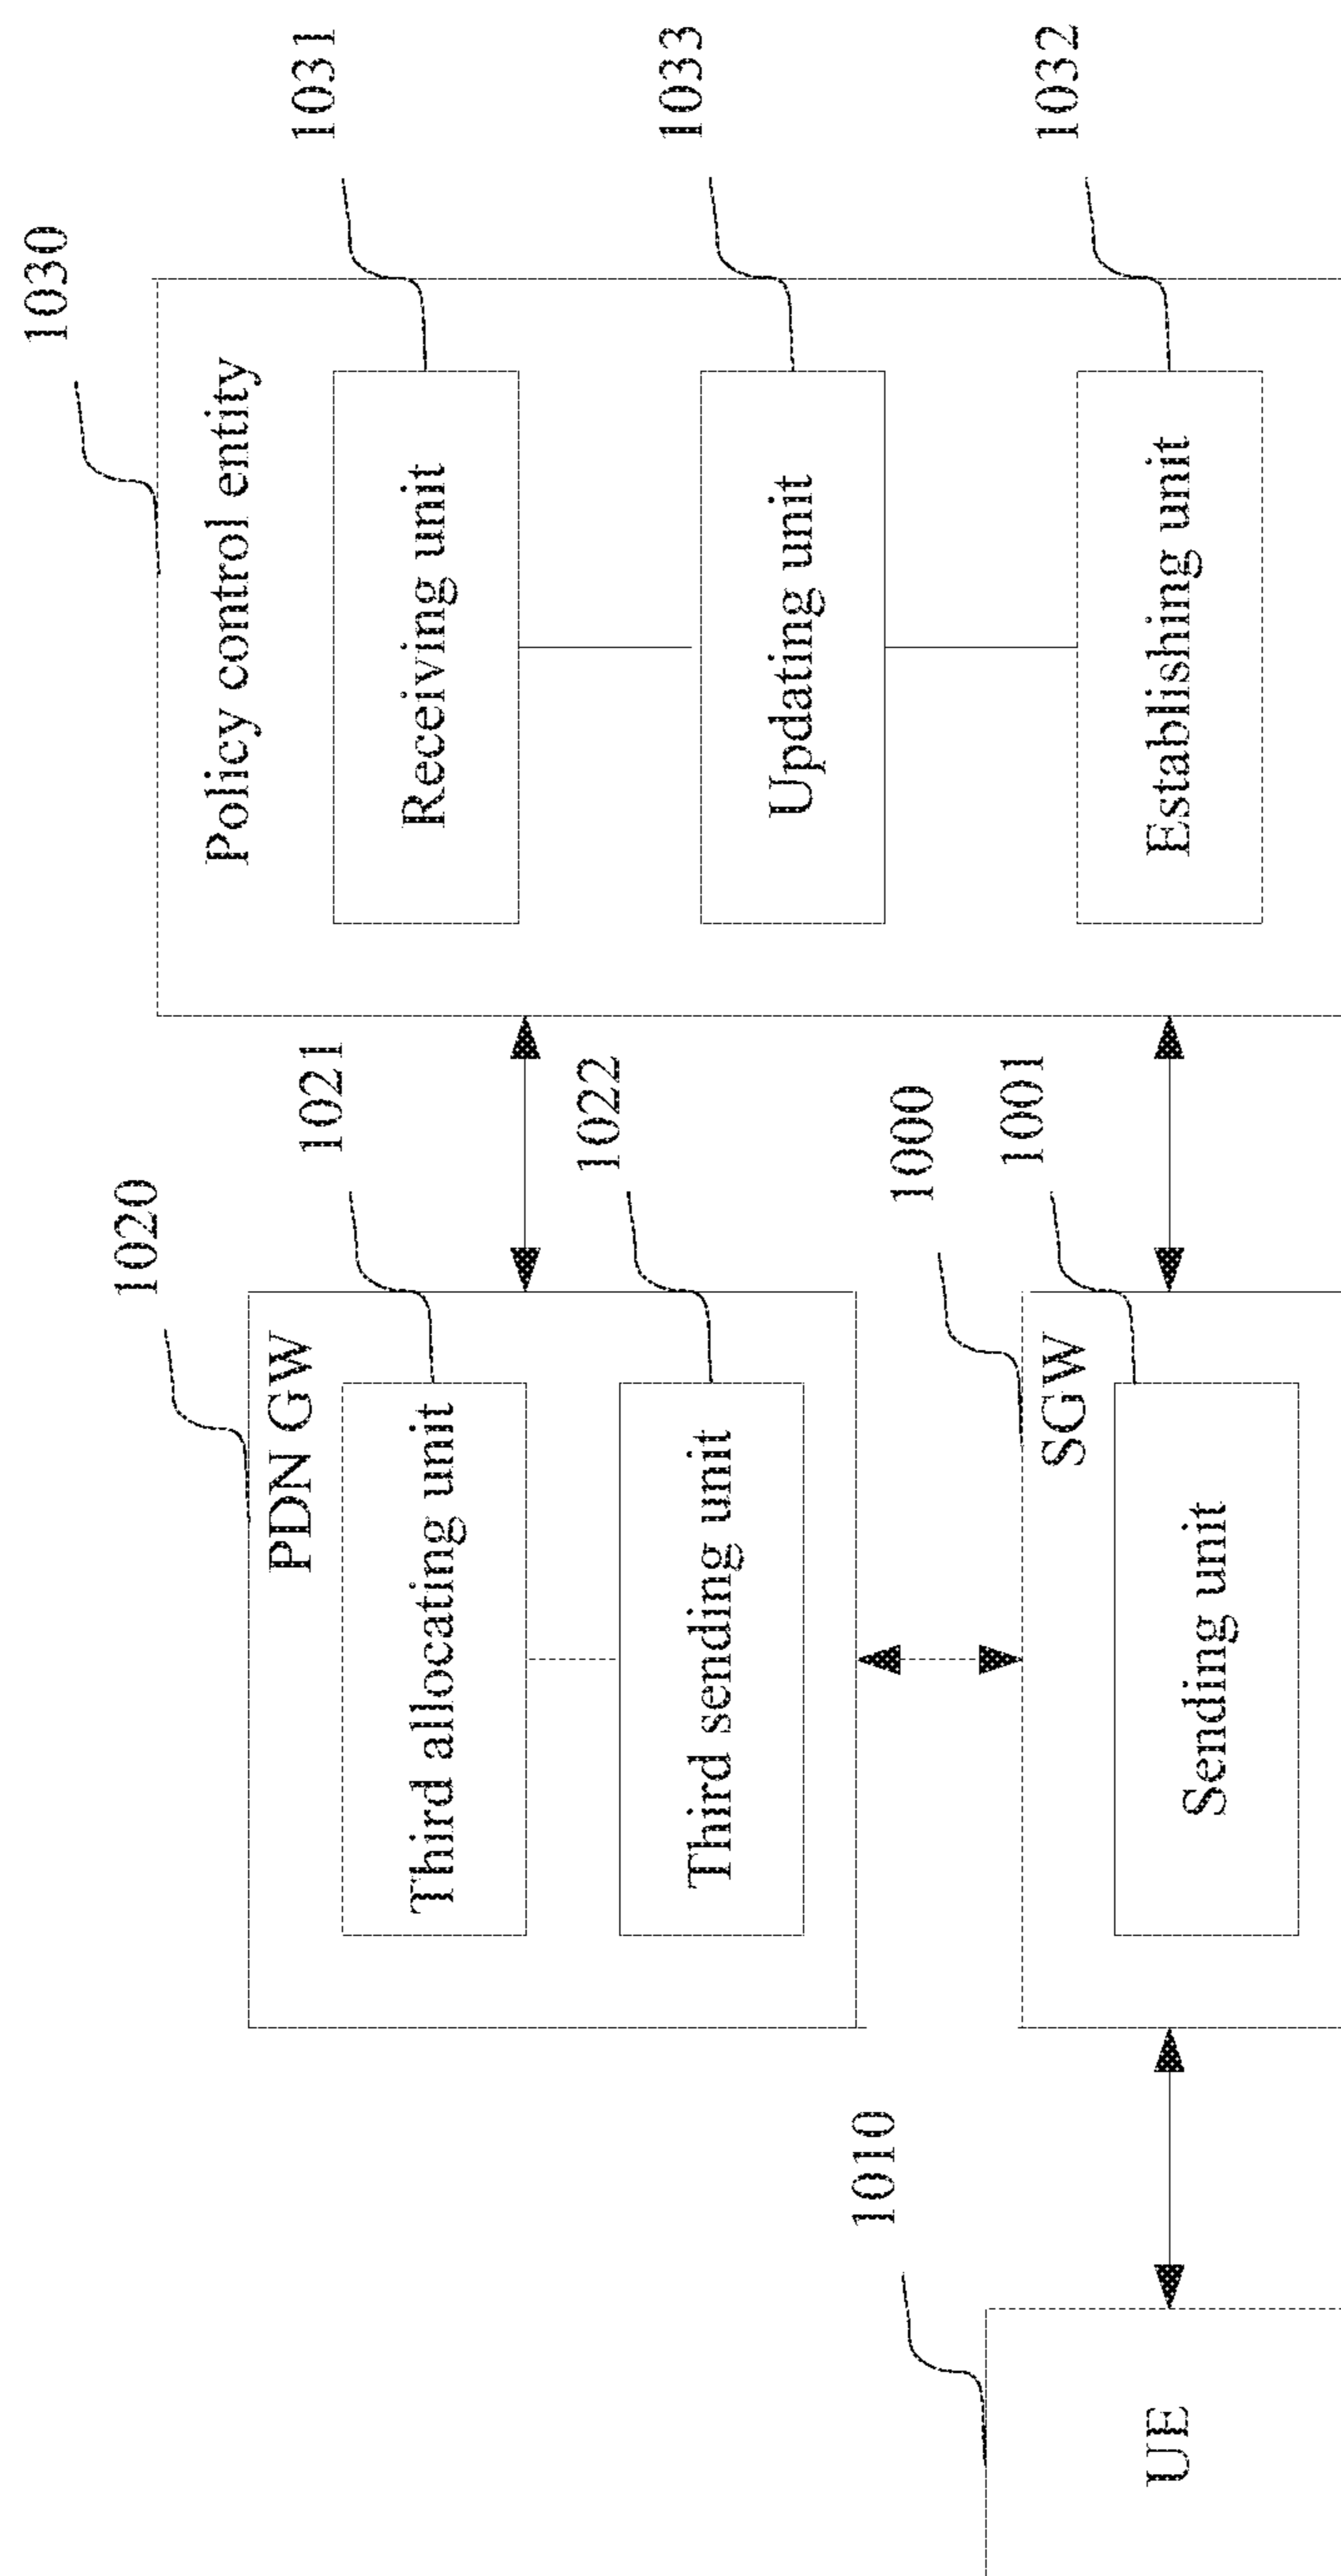 1030
Policy control entity
1031
Receiving unit
1033
Updating unit
1032
Establishing unit
1020
PDN GW
1021
Third allocating unit
1022
Third sending unit
1000
SGW
1001
Sending unit
1010
UE